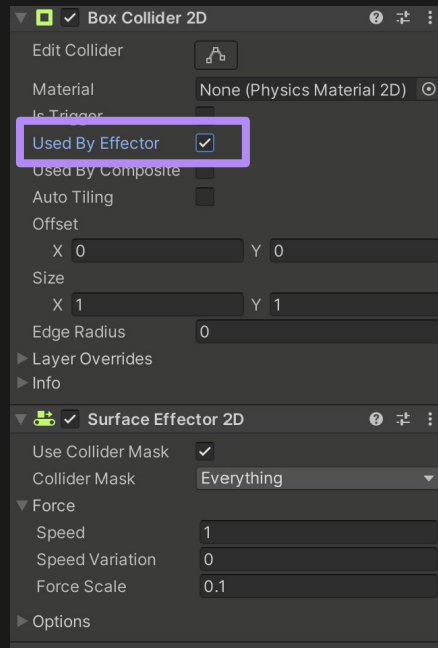 Box Collider 2D
Edit Collider
Material None (Physics Material 2D)
Is Trigger
Used By Effector
Used By Composite
Auto Tiling
Offset
X 0 Y 0
Size
X 1 Y 1
Edge Radius 0
Layer Overrides
Info
Surface Effector 2D
Use Collider Mask
Collider Mask Everything
Force
Speed 1
Speed Variation 0
Force Scale 0.1
Options